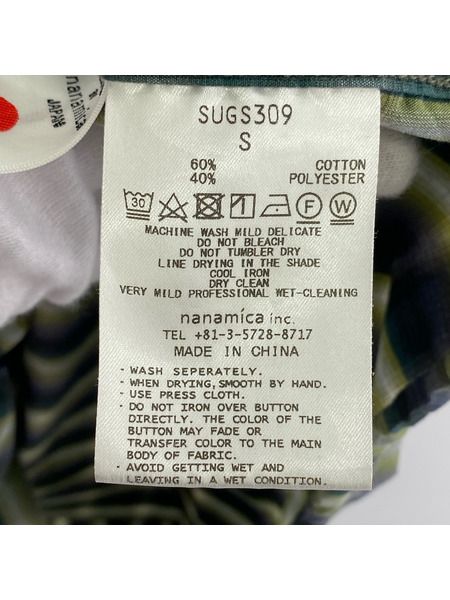 nanamica
JAPAN
SUGS309
S
60% COTTON
40% POLYESTER
30 F W
MACHINE WASH MILD DELICATE
DO NOT BLEACH
DO NOT TUMBLER DRY
LINE DRYING IN THE SHADE
COOL IRON
DRY CLEAN
VERY MILD PROFESSIONAL WET-CLEANING
nanamica inc.
TEL +81-3-5728-8717
MADE IN CHINA
· WASH SEPERATELY.
· WHEN DRYING, SMOOTH BY HAND.
· USE PRESS CLOTH.
· DO NOT IRON OVER BUTTON
DIRECTLY. THE COLOR OF THE
BUTTON MAY FADE OR
TRANSFER COLOR TO THE MAIN
BODY OF FABRIC.
· AVOID GETTING WET AND
LEAVING IN A WET CONDITION.